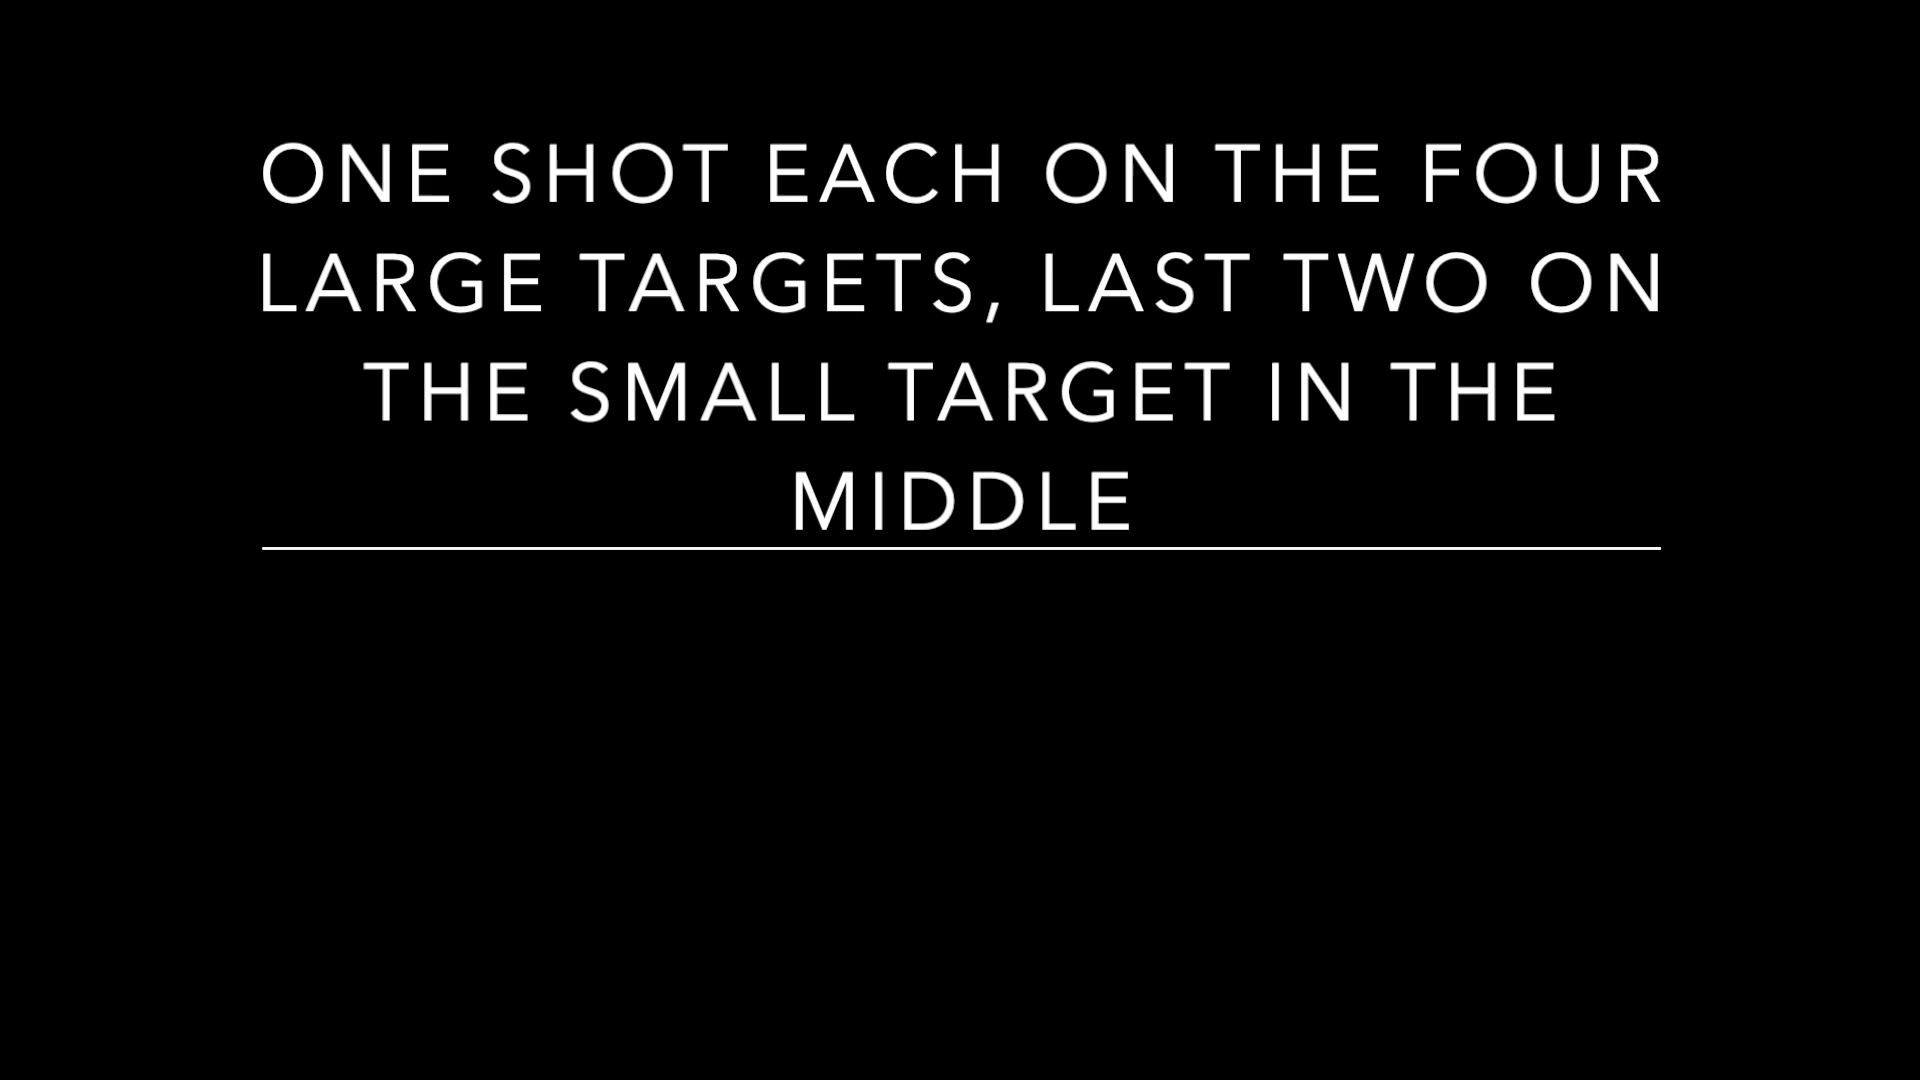 ONE SHOT EACH ON THE FOUR
LARGE TARGETS, LAST TWO ON
THE SMALL TARGET IN THE
MIDDLE